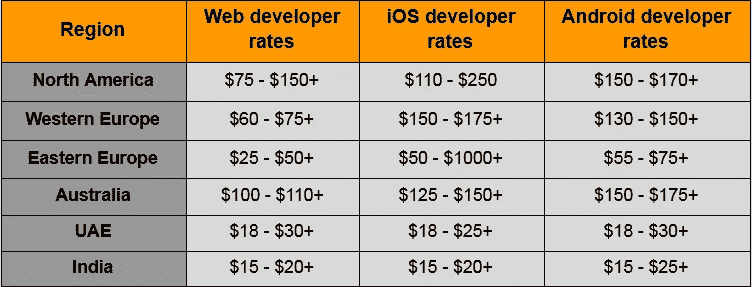 Region Web developer rates iOS developer rates Android developer rates
North America $75 - $150+ $110 - $250 $150 - $170+
Western Europe $60 - $75+ $150 - $175+ $130 - $150+
Eastern Europe $25 - $50+ $50 - $1000+ $55 - $75+
Australia $100 - $110+ $125 - $150+ $150 - $175+
UAE $18 - $30+ $18 - $25+ $18 - $30+
India $15 - $20+ $15 - $20+ $15 - $25+